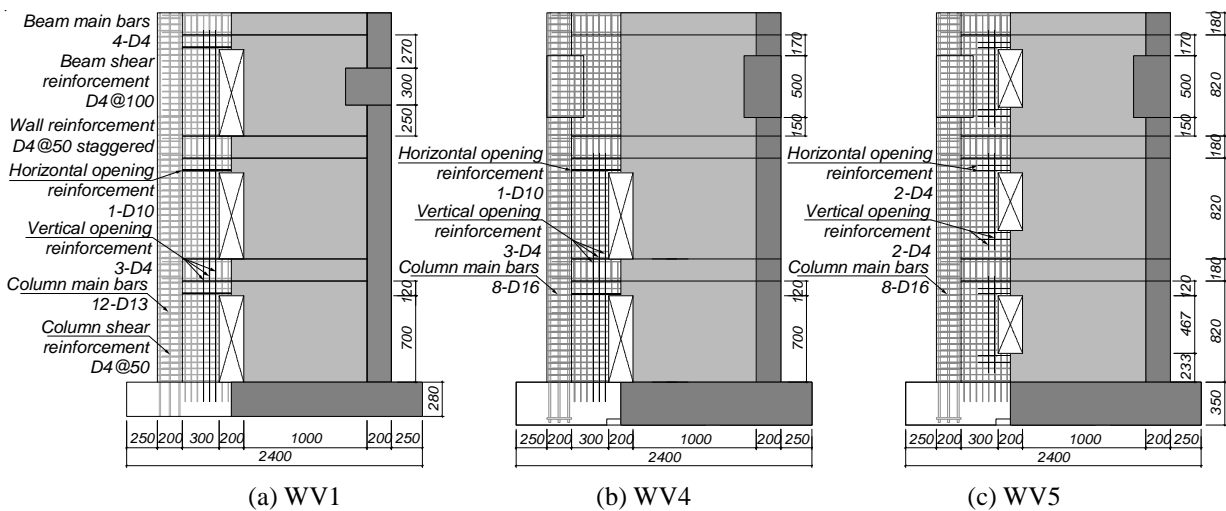 Beam main bars
4-D4
Beam shear
reinforcement
D4@100
Wall reinforcement
D4@50 staggered
Horizontal opening
reinforcement
1-D10
Vertical opening
reinforcement
3-D4
Column main bars
12-D13
Column shear
reinforcement
D4@50
270
300
250
120
700
280
250 200 300 200 1000 200 250
2400
(a) WV1
Horizontal opening
reinforcement
1-D10
Vertical opening
reinforcement
3-D4
Column main bars
8-D16
170
500
150
120
700
250 200 300 200 1000 200 250
2400
(b) WV4
Horizontal opening
reinforcement
2-D4
Vertical opening
reinforcement
2-D4
Column main bars
8-D16
170
500
150
120
467
233
180
820
180
820
180
820
350
250 200 300 200 1000 200 250
2400
(c) WV5